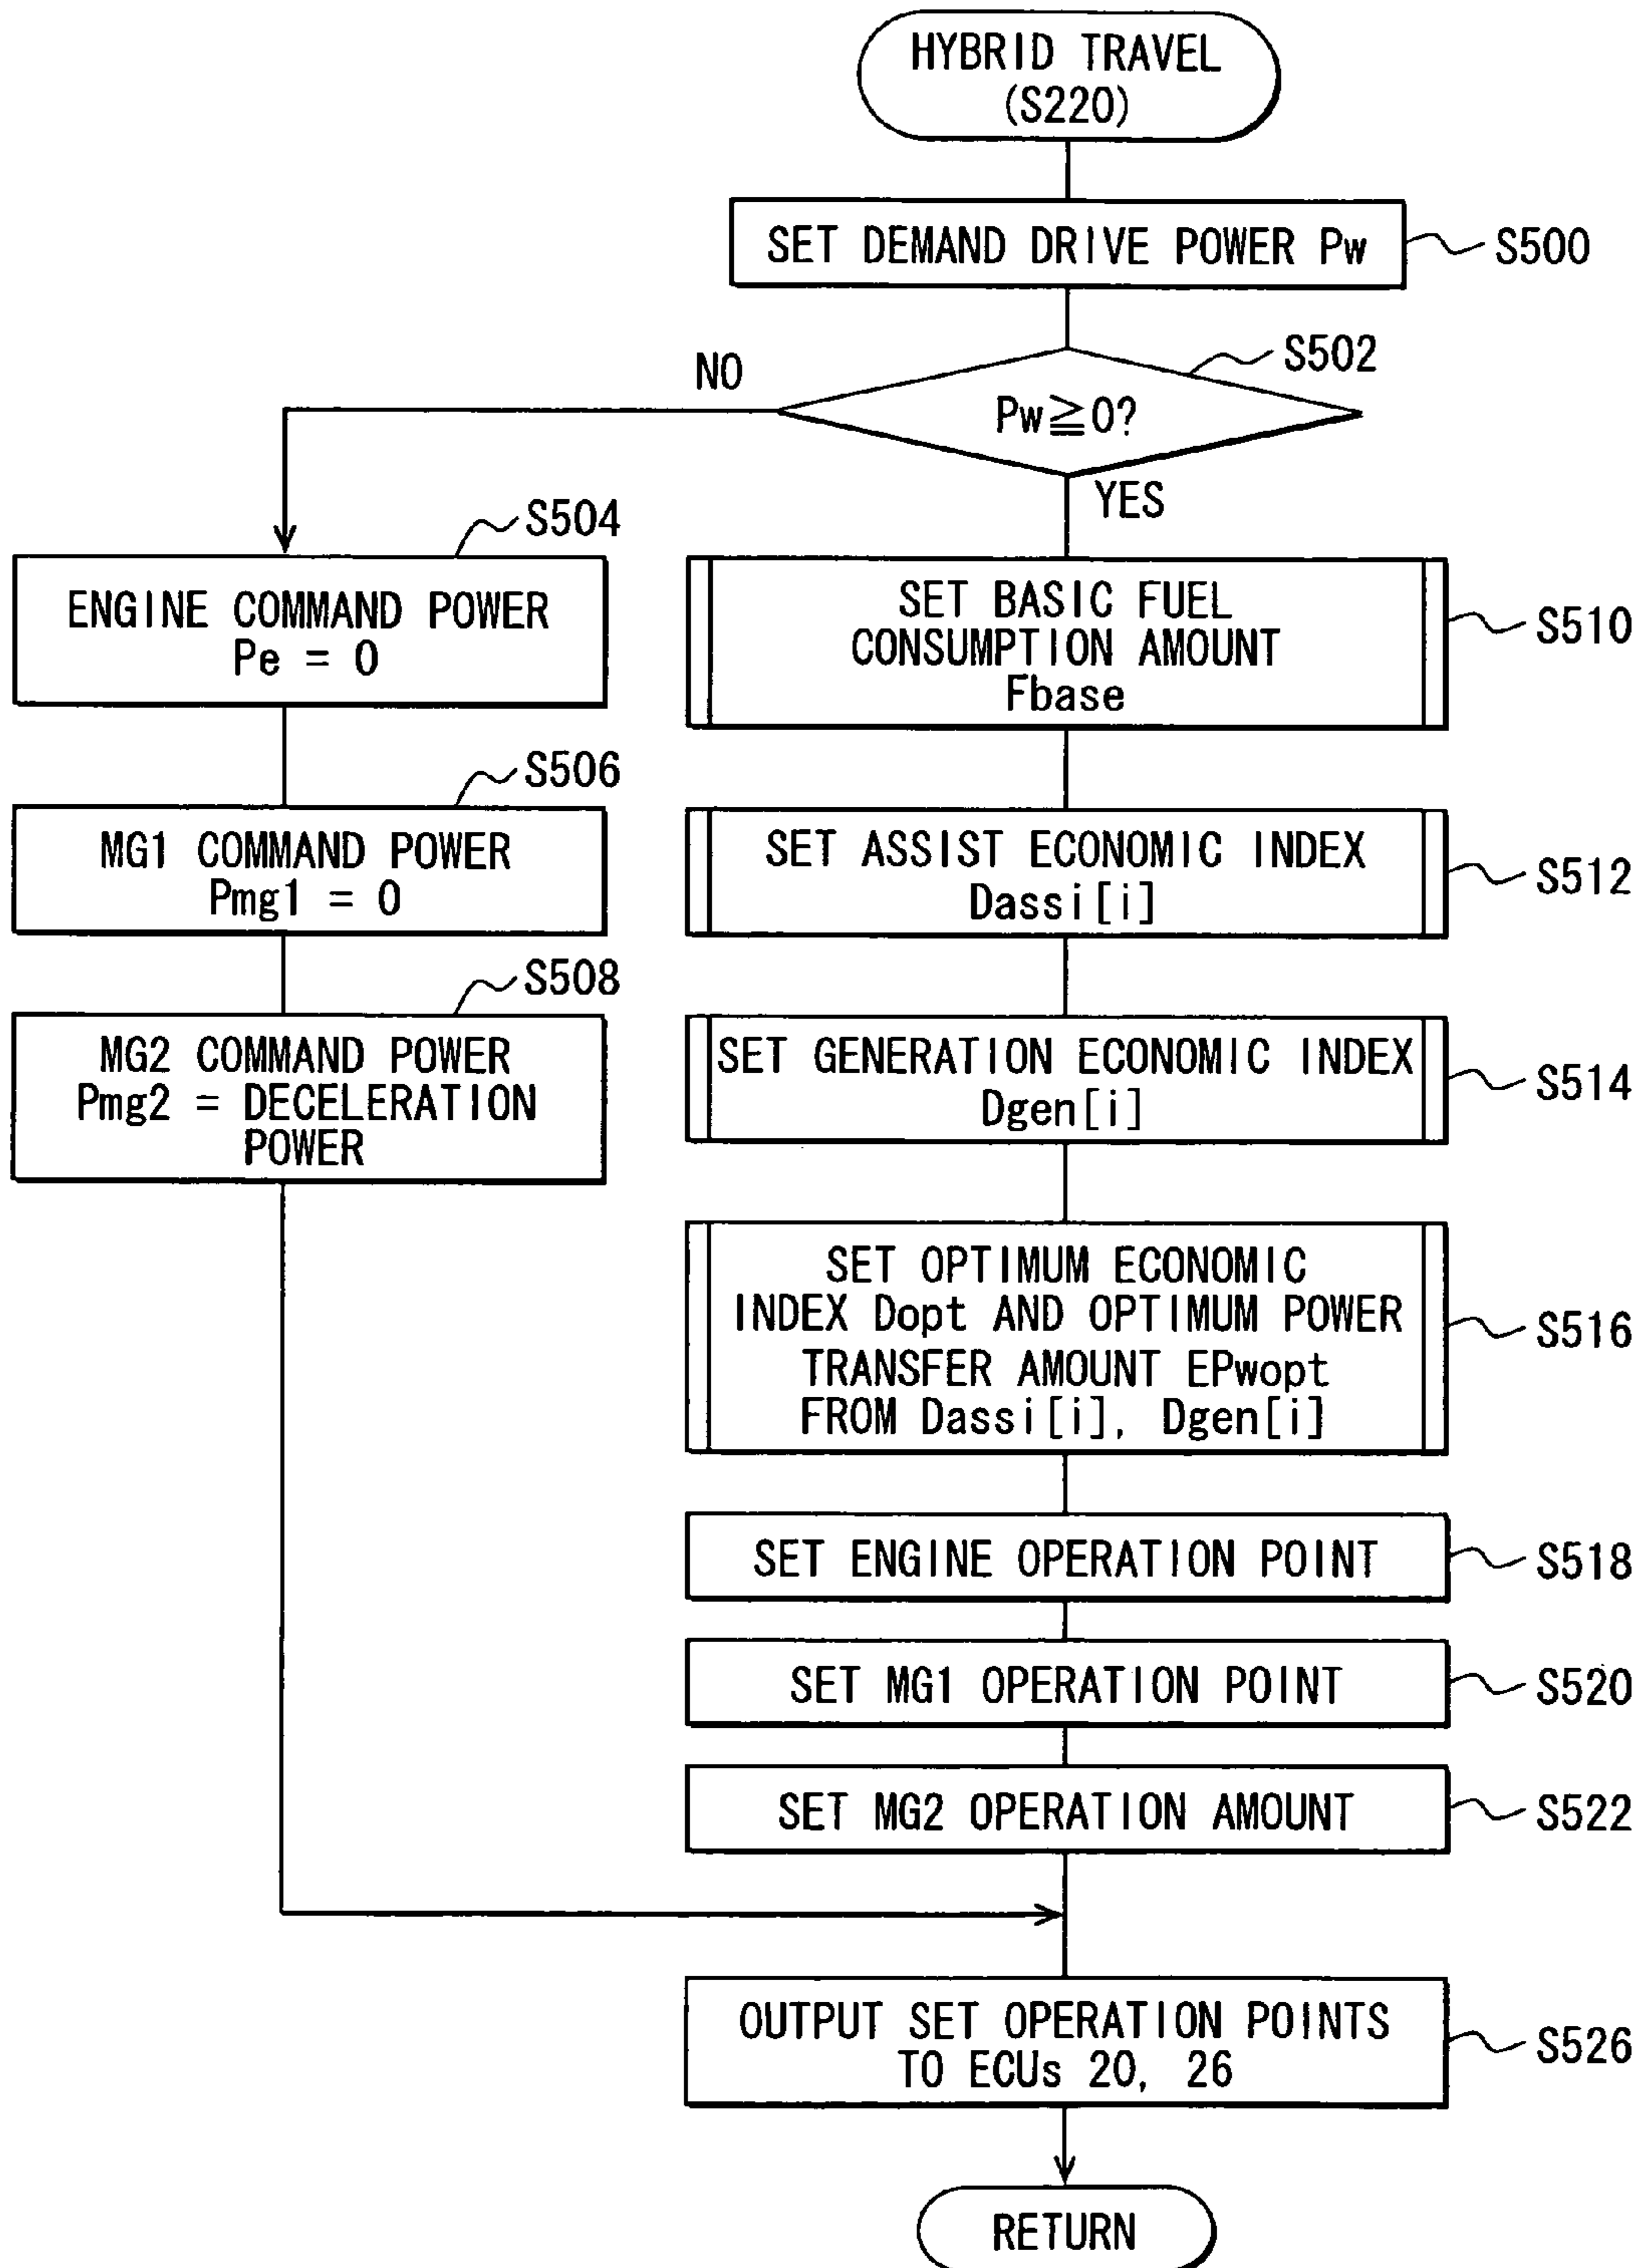 HYBRID TRAVEL
(S220)
SET DEMAND DRIVE POWER Pw
S500
S502
NO
Pw≧0?
YES
S504
ENGINE COMMAND POWER
Pe = 0
SET BASIC FUEL
CONSUMPTION AMOUNT
Fbase
S510
S506
MG1 COMMAND POWER
Pmg1 = 0
SET ASSIST ECONOMIC INDEX
Dassi[i]
S512
S508
MG2 COMMAND POWER
Pmg2 = DECELERATION
POWER
SET GENERATION ECONOMIC INDEX
Dgen[i]
S514
SET OPTIMUM ECONOMIC
INDEX Dopt AND OPTIMUM POWER
TRANSFER AMOUNT EPwopt
FROM Dassi[i], Dgen[i]
S516
SET ENGINE OPERATION POINT
S518
SET MG1 OPERATION POINT
S520
SET MG2 OPERATION AMOUNT
S522
OUTPUT SET OPERATION POINTS
TO ECUs 20, 26
S526
RETURN